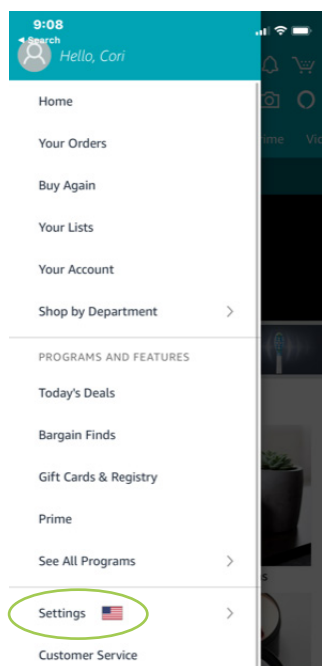 9:08
Search
Hello, Cori
Home
Your Orders
Buy Again
Your Lists
Your Account
Shop by Department
PROGRAMS AND FEATURES
Today's Deals
Bargain Finds
Gift Cards & Registry
Prime
See All Programs
Settings
Customer Service